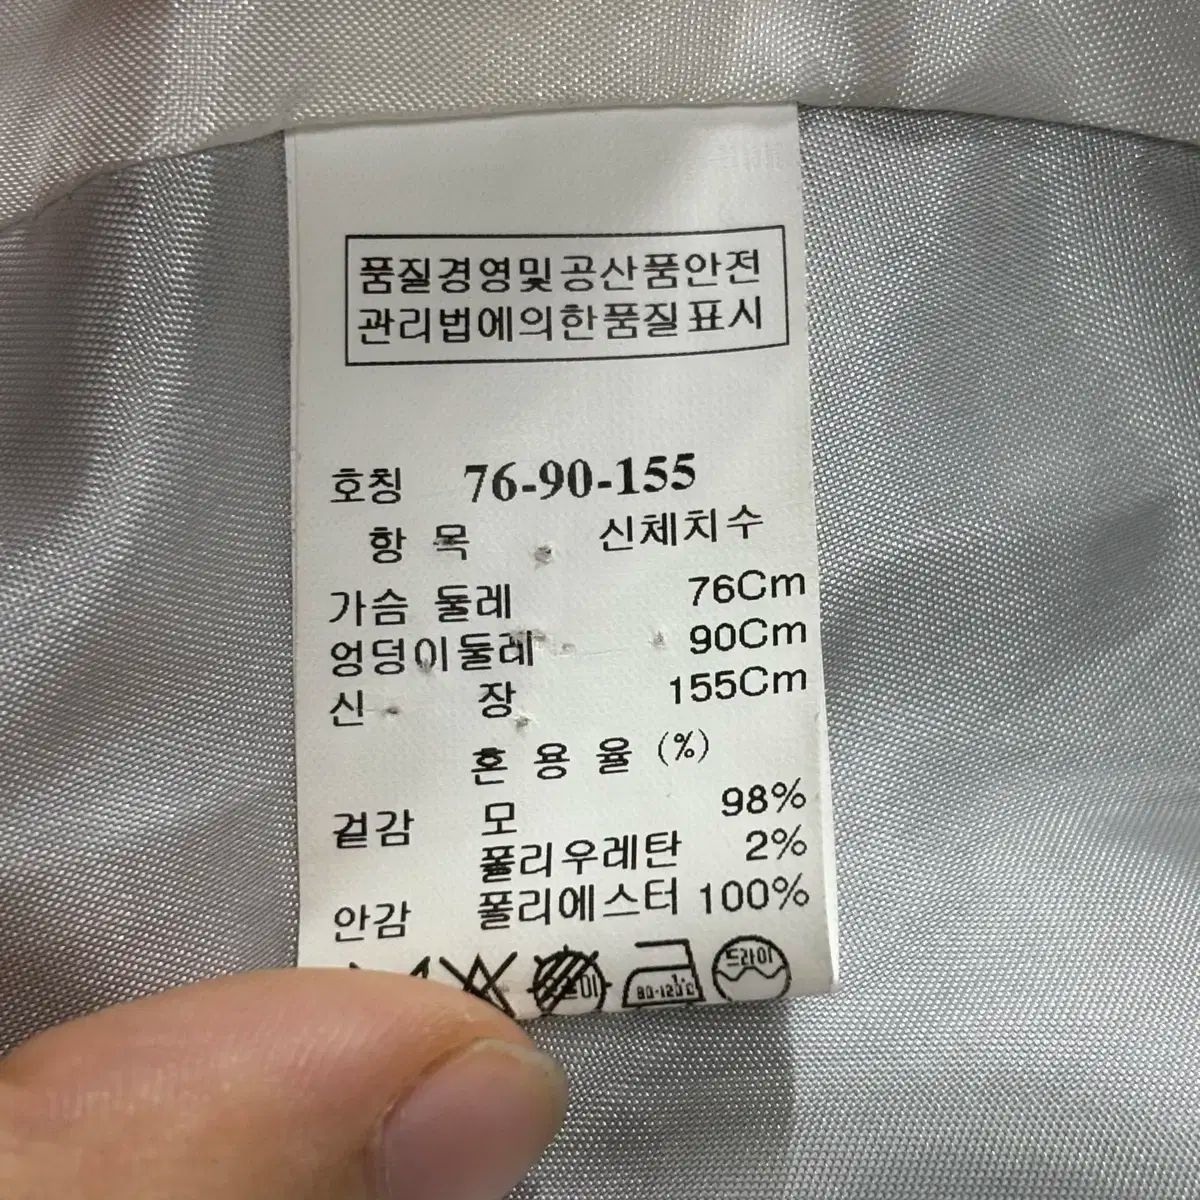 품질경영및공산품안전
관리법에의한품질표시
호칭 76-90-155
항 목 신체치수
가슴 둘레 76Cm
엉덩이둘레 90Cm
신 장 155Cm
혼 용 율 (%)
겉감 모 98%
폴리우레탄 2%
안감 폴리에스터 100%
80-120℃ 드라이